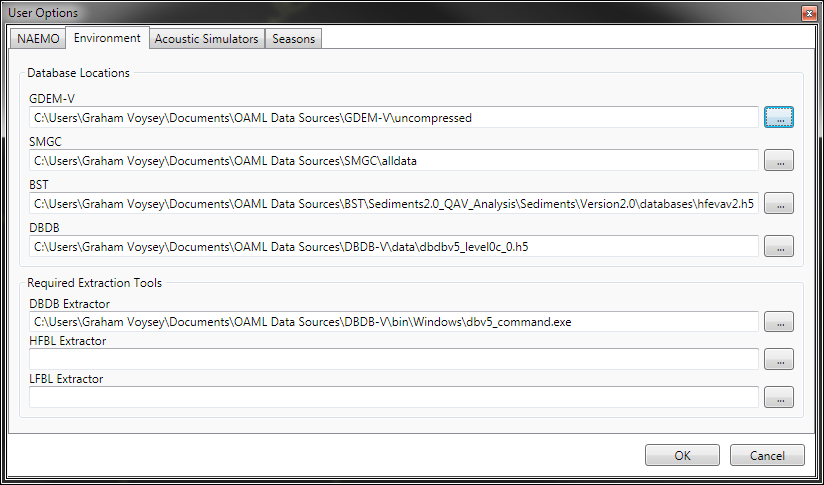 User Options
NAEMO Environment Acoustic Simulators Seasons
Database Locations
GDEM-V
C:\Users\Graham Voysey\Documents\OAML Data Sources\GDEM-V\uncompressed ...
SMGC
C:\Users\Graham Voysey\Documents\OAML Data Sources\SMGC\alldata ...
BST
C:\Users\Graham Voysey\Documents\OAML Data Sources\BST\Sediments2.0_QAV_Analysis\Sediments\Version2.0\databases\hfevav2.h5 ...
DBDB
C:\Users\Graham Voysey\Documents\OAML Data Sources\DBDB-V\data\dbdbv5_level0c_0.h5 ...
Required Extraction Tools
DBDB Extractor
C:\Users\Graham Voysey\Documents\OAML Data Sources\DBDB-V\bin\Windows\dbv5_command.exe ...
HFBL Extractor
...
LFBL Extractor
...
OK Cancel